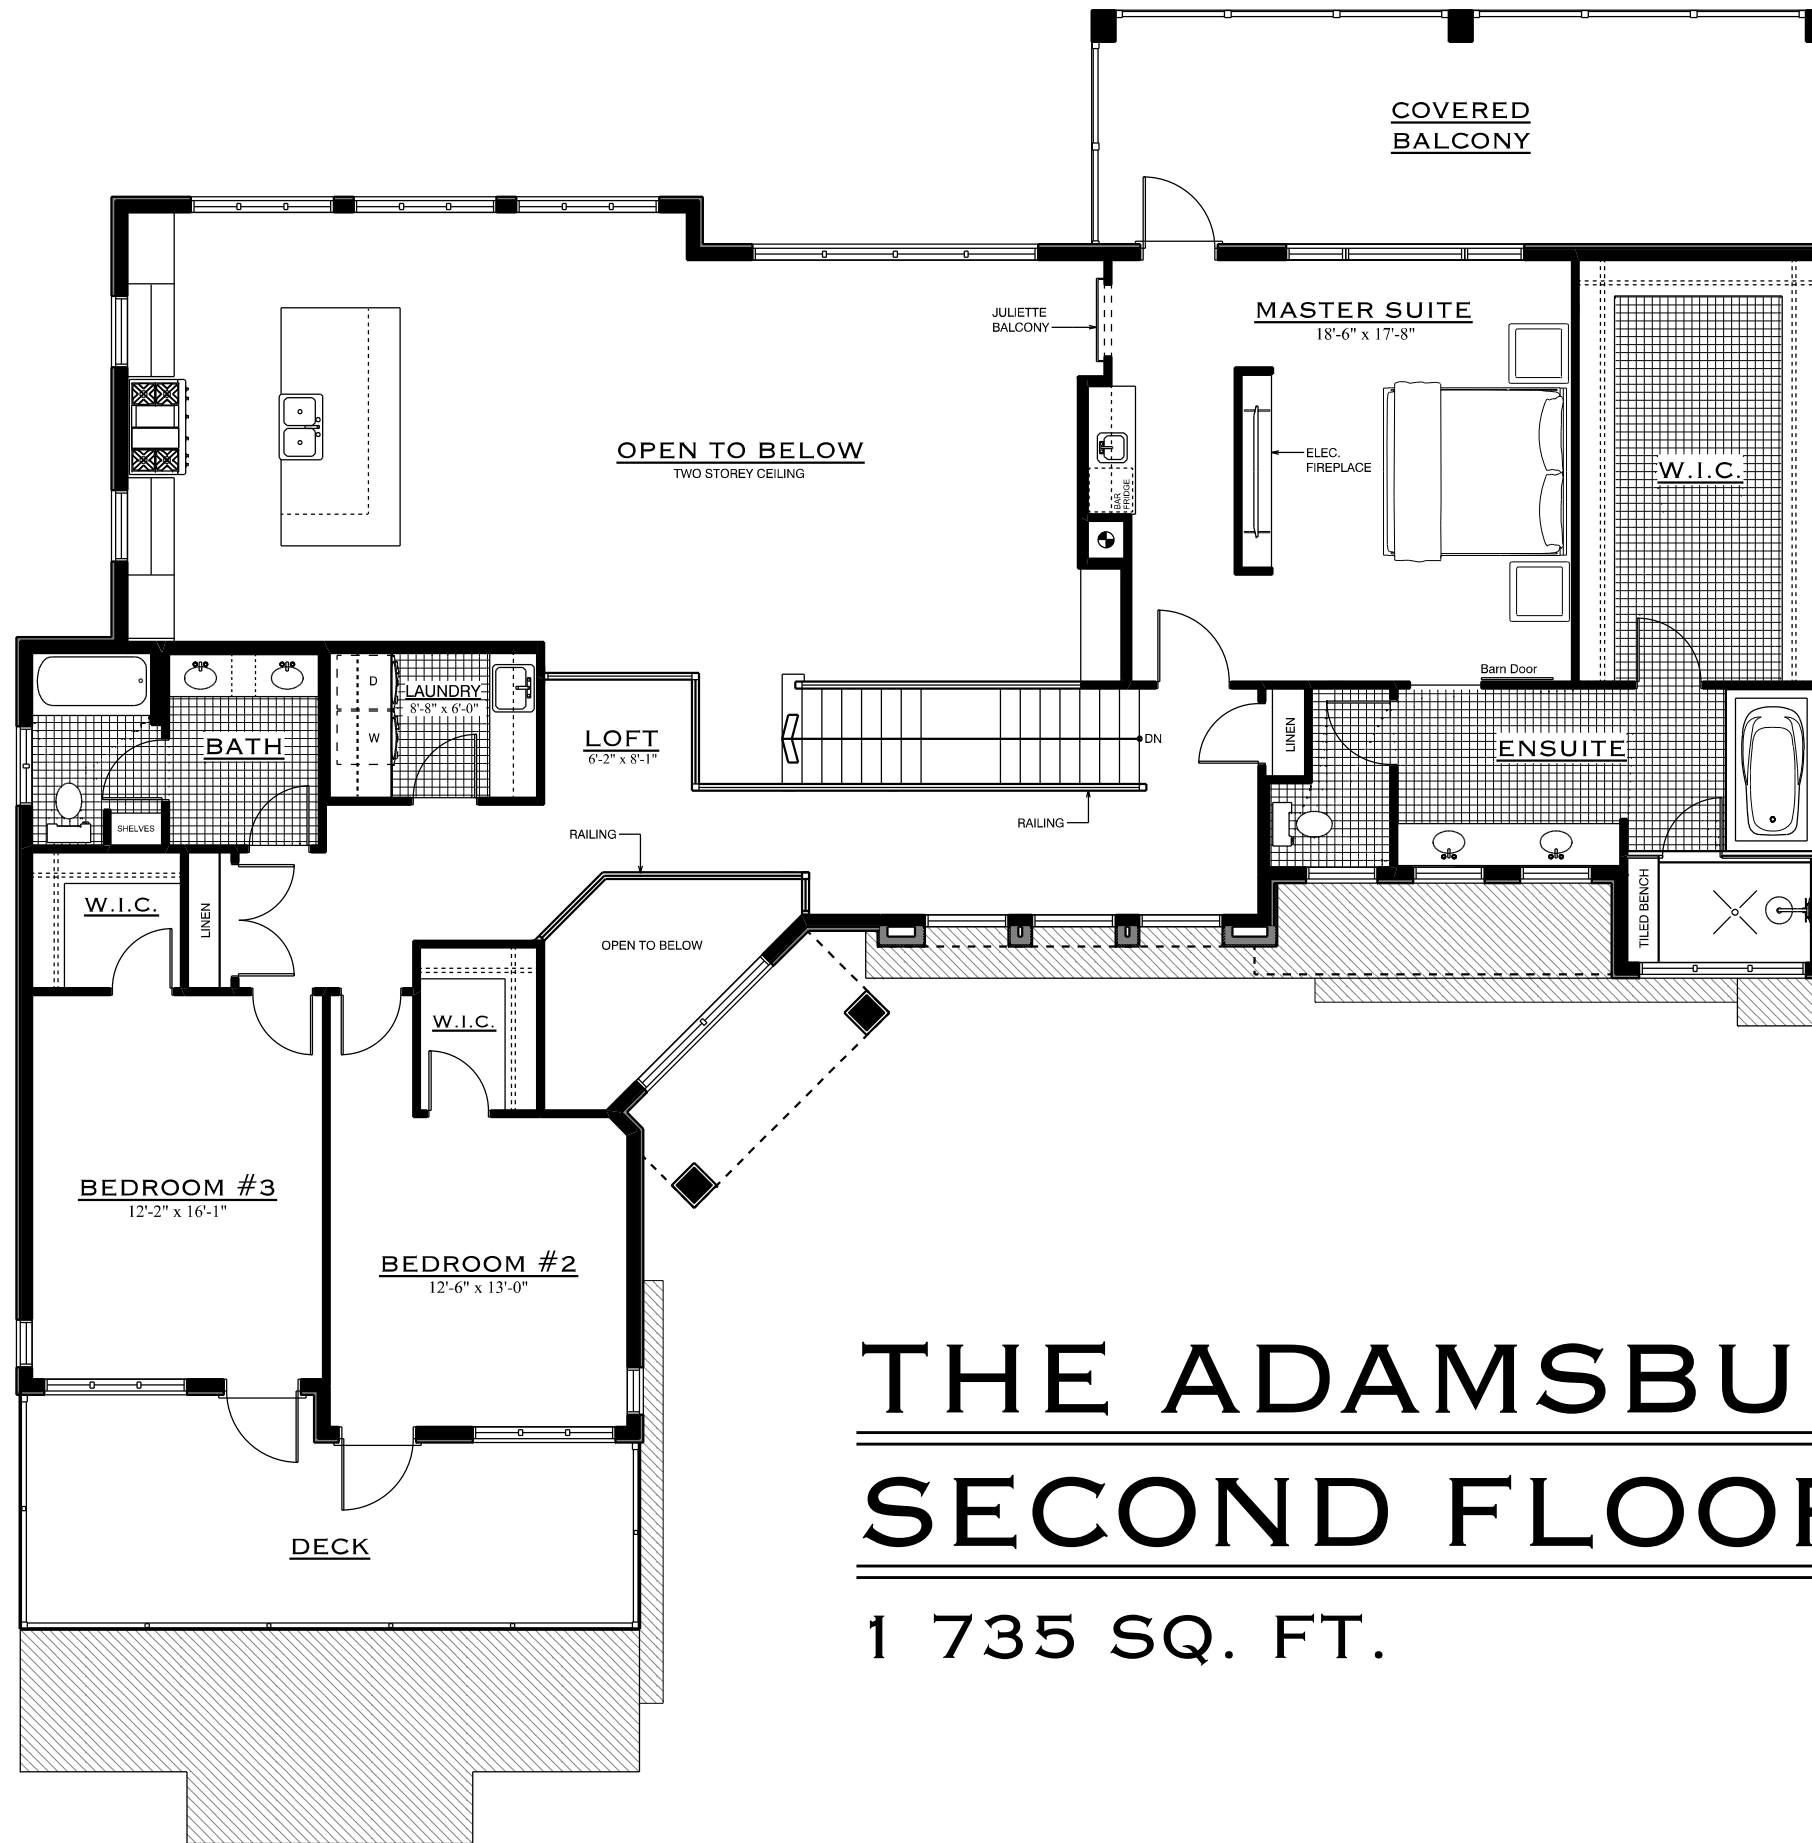 COVERED
BALCONY
JULIETTE
BALCONY
MASTER SUITE
18'-6" x 17'-8"
OPEN TO BELOW
TWO STOREY CEILING
ELEC.
FIREPLACE
W.I.C.
BAR
FRIDGE
Barn Door
D
LAUNDRY
8'-8" x 6'-0"
W
BATH
LOFT
6'-2" x 8'-1"
DN
LINEN
ENSUITE
SHELVES
RAILING
RAILING
W.I.C.
LINEN
OPEN TO BELOW
TILED BENCH
W.I.C.
BEDROOM #3
12'-2" x 16'-1"
BEDROOM #2
12'-6" x 13'-0"
THE ADAMSBU
SECOND FLOOR
1 735 SQ. FT.
DECK